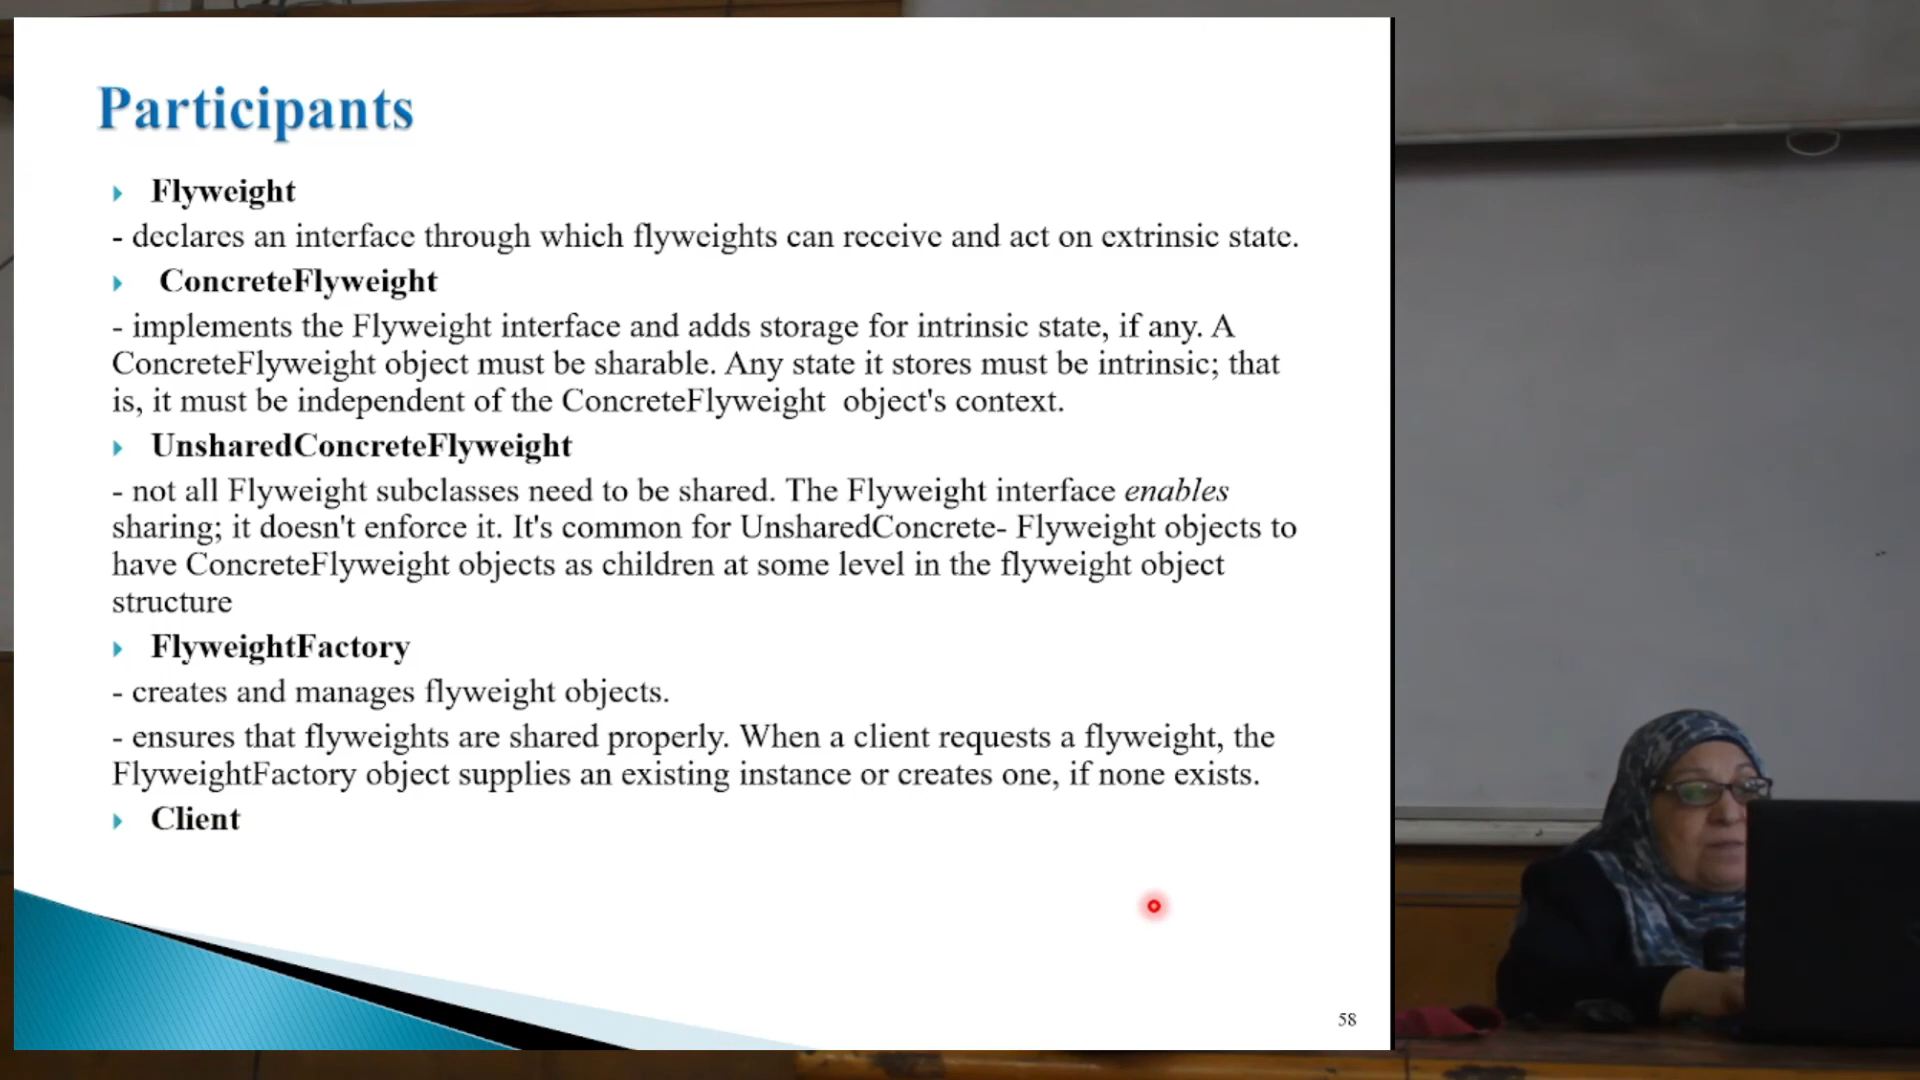 Participants
Flyweight
- declares an interface through which flyweights can receive and act on extrinsic state.
ConcreteFlyweight
- implements the Flyweight interface and adds storage for intrinsic state, if any. A
ConcreteFlyweight object must be sharable. Any state it stores must be intrinsic; that
is, it must be independent of the ConcreteFlyweight object's context.
UnsharedConcreteFlyweight
- not all Flyweight subclasses need to be shared. The Flyweight interface enables
sharing; it doesn't enforce it. It's common for UnsharedConcrete- Flyweight objects to
have ConcreteFlyweight objects as children at some level in the flyweight object
structure
FlyweightFactory
- creates and manages flyweight objects.
- ensures that flyweights are shared properly. When a client requests a flyweight, the
FlyweightFactory object supplies an existing instance or creates one, if none exists.
Client
58